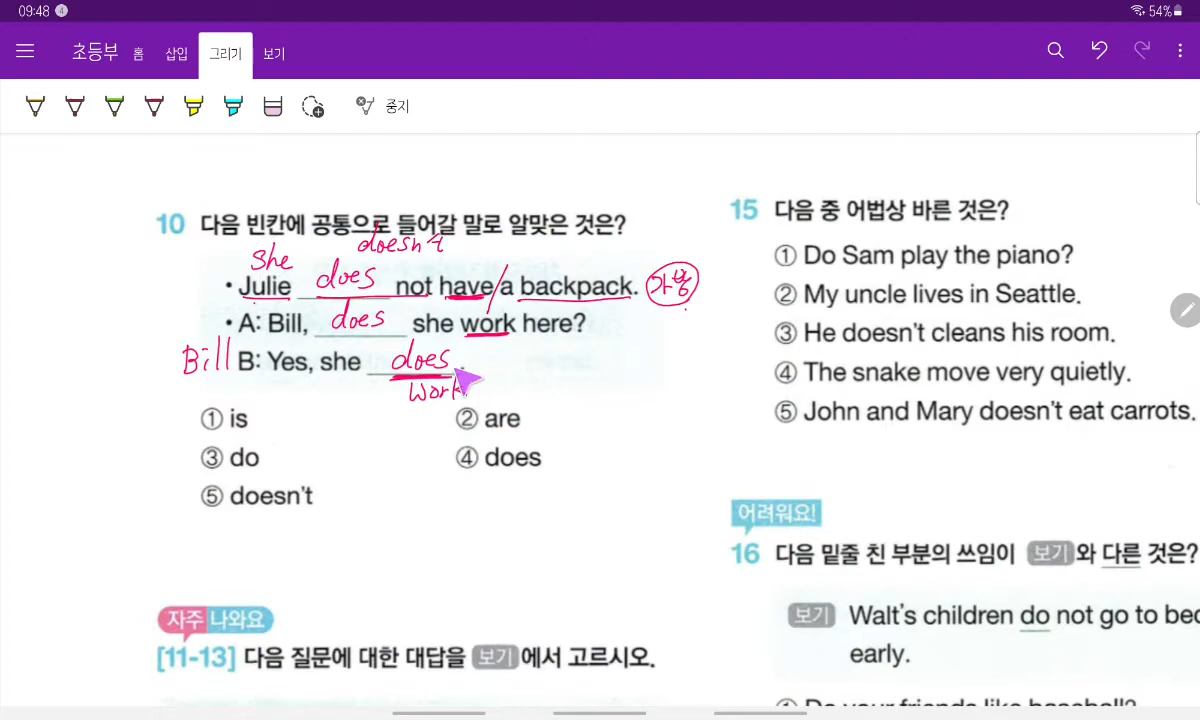 09:48 4 54%
초등부 홈 삽입 그리기 보기
중지
10 다음 빈칸에 공통으로 들어갈 말로 알맞은 것은?
she doesn't
• Julie does not have / a backpack. 가방
• A: Bill, does she work here?
Bill B: Yes, she does
work
① is ② are
③ do ④ does
⑤ doesn't
자주 나와요
[11-13] 다음 질문에 대한 대답을 보기 에서 고르시오.
15 다음 중 어법상 바른 것은?
① Do Sam play the piano?
② My uncle lives in Seattle.
③ He doesn't cleans his room.
④ The snake move very quietly.
⑤ John and Mary doesn't eat carrots.
어려워요!
16 다음 밑줄 친 부분의 쓰임이 보기 와 다른 것은?
보기 Walt's children do not go to bed
early.
① Do your friends like baseball?